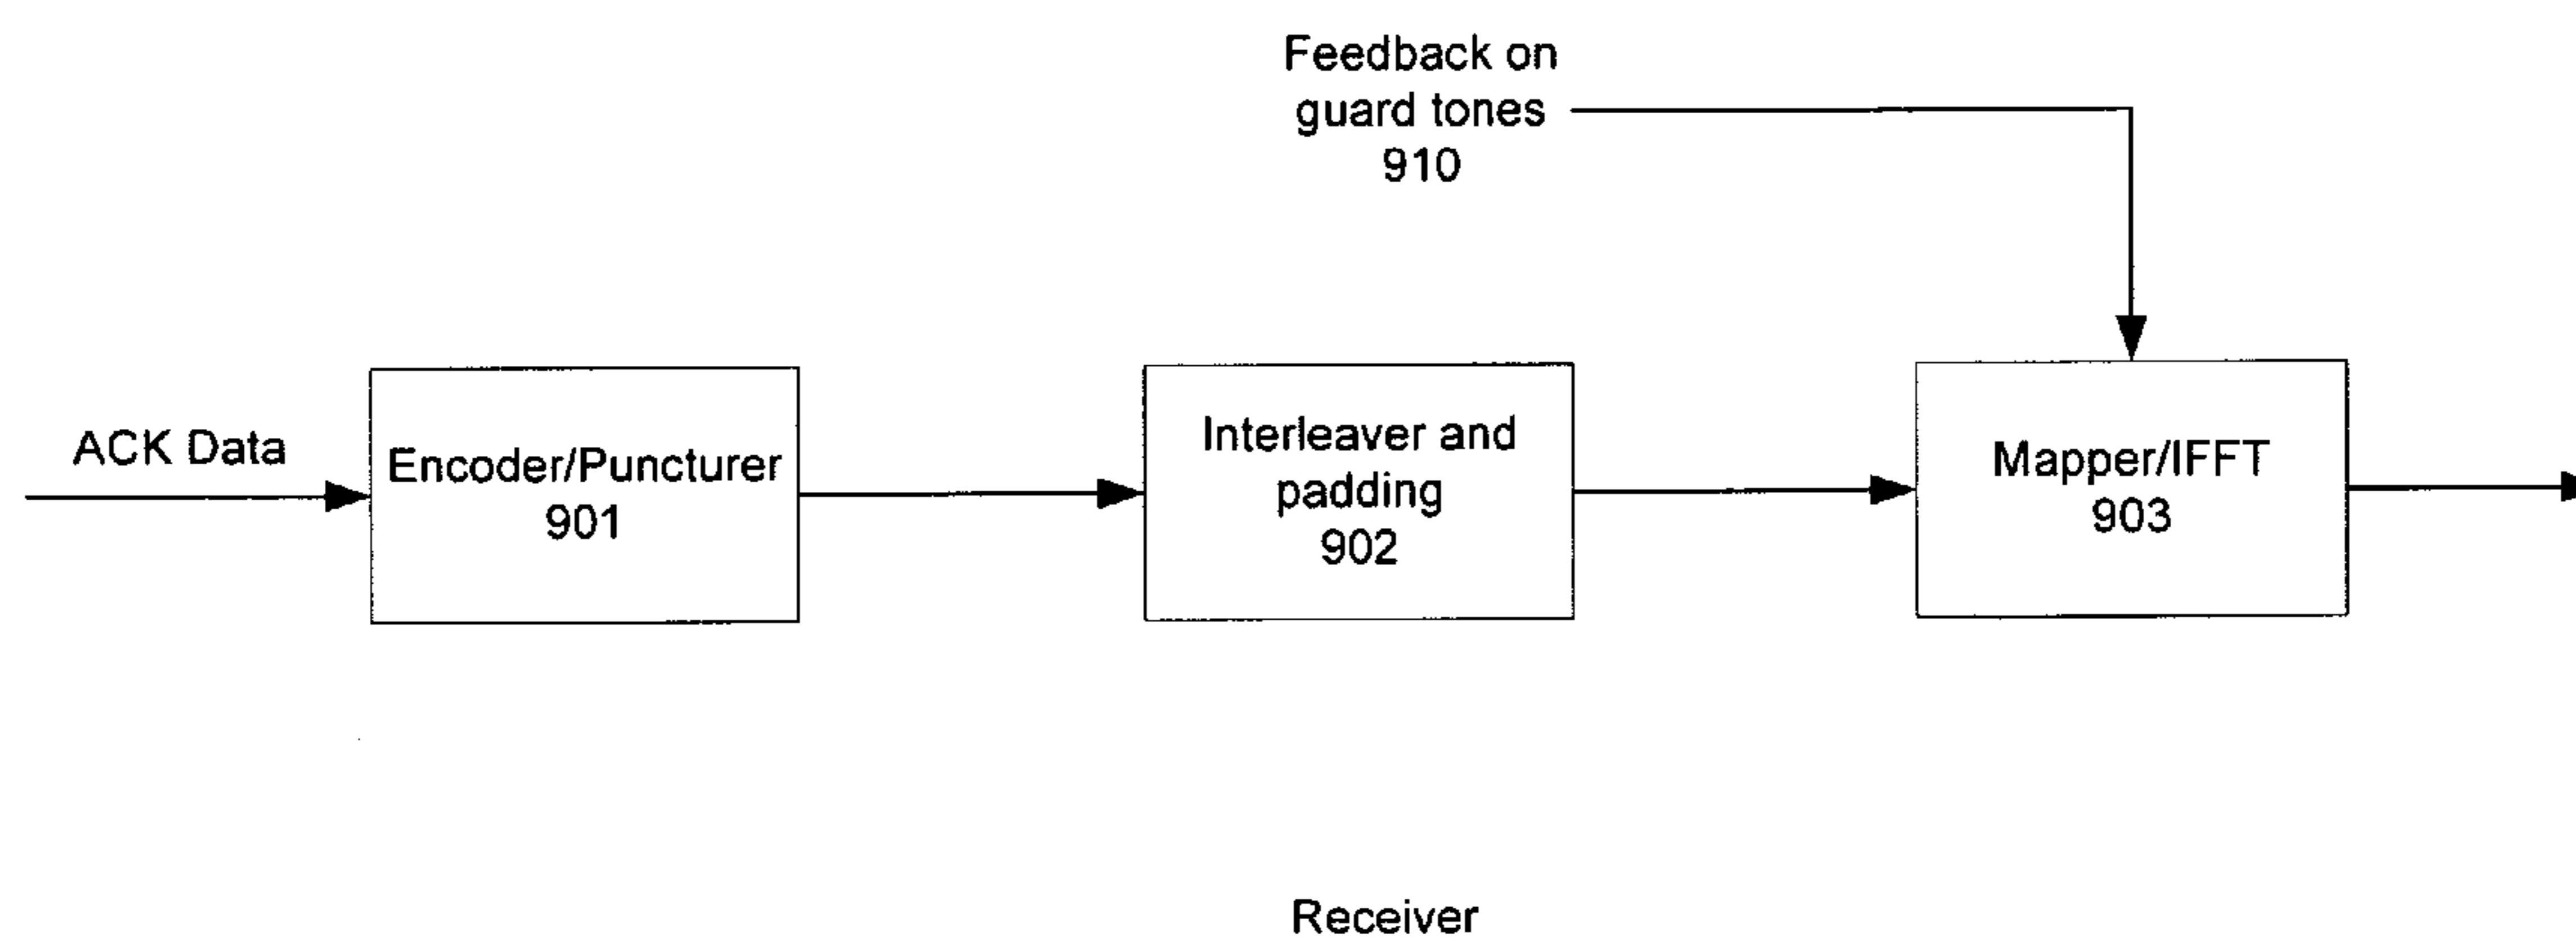 Feedback on
guard tones
910
ACK Data
Encoder/Puncturer
901
Interleaver and
padding
902
Mapper/IFFT
903
Receiver